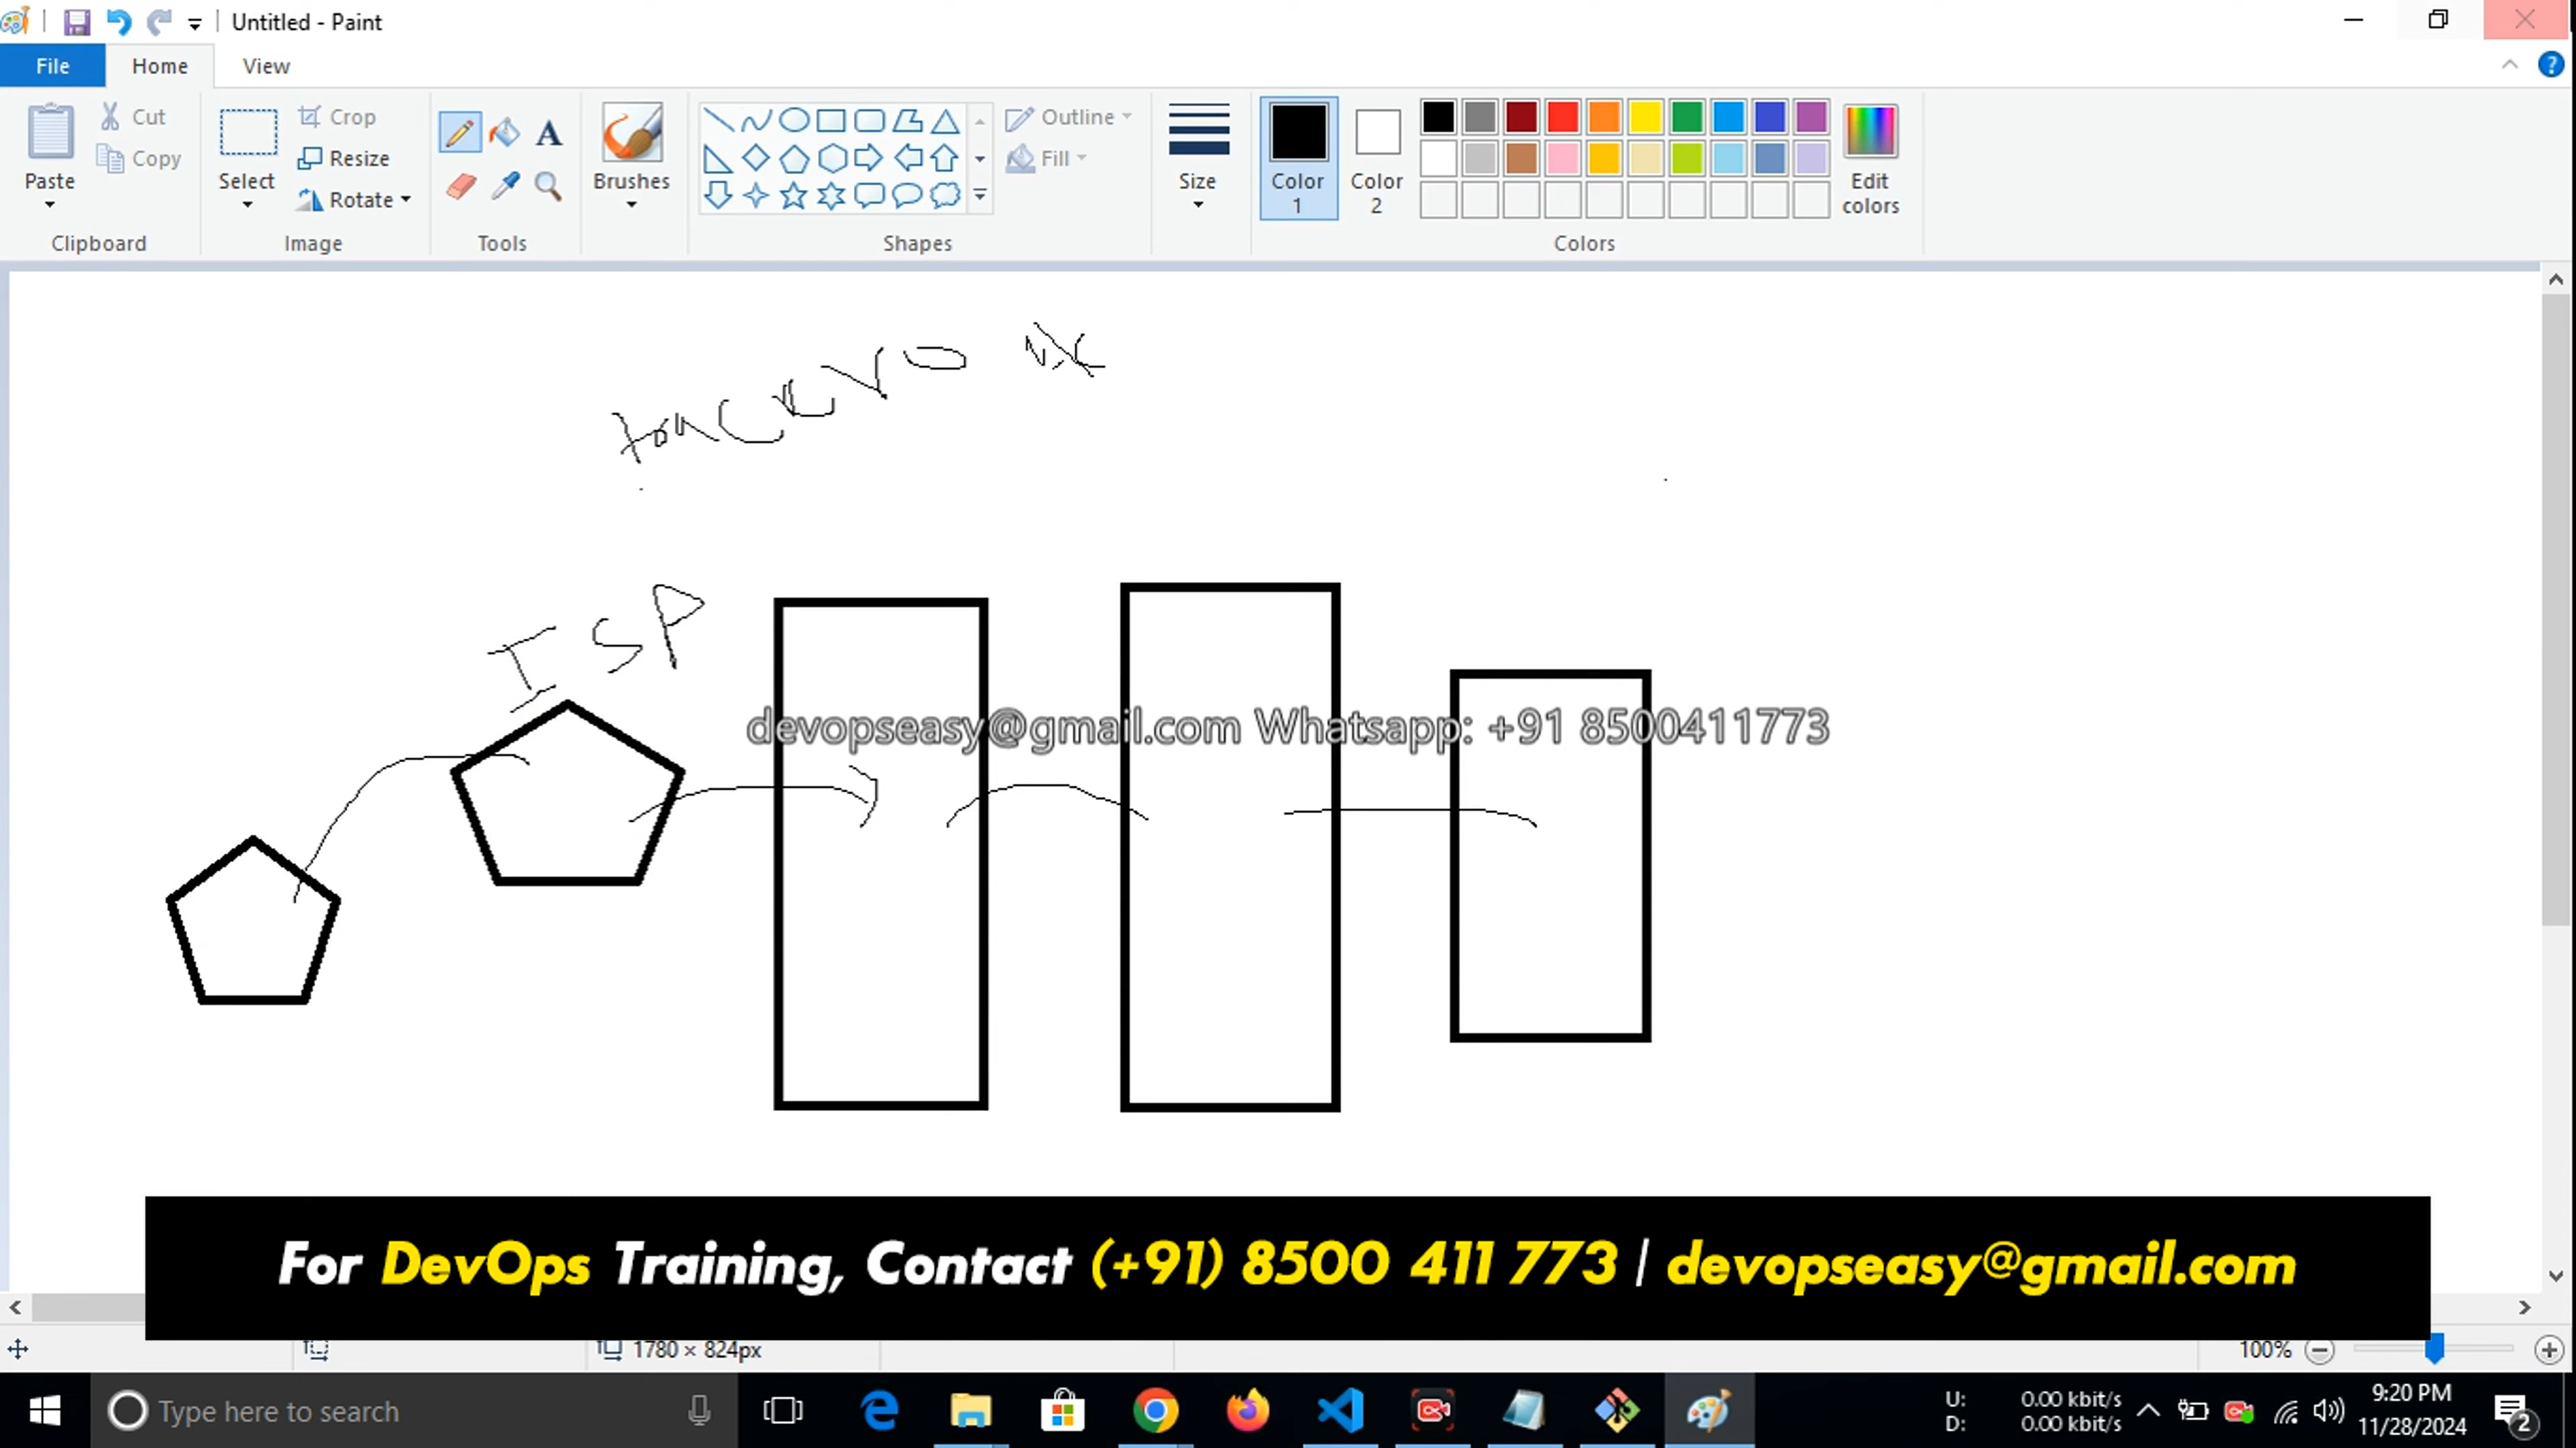 Untitled - Paint
File Home View
Paste
Cut
Copy
Clipboard
Select
Crop
Resize
Rotate
Image
Tools
Brushes
Shapes
Outline
Fill
Size
Color 1
Color 2
Edit colors
Colors
ISP
devopseasy@gmail.com Whatsapp: +91 8500411773
For DevOps Training, Contact (+91) 8500 411 773 | devopseasy@gmail.com
1780 × 824px
100%
Type here to search
U: 0.00 kbit/s
D: 0.00 kbit/s
9:20 PM
11/28/2024
2